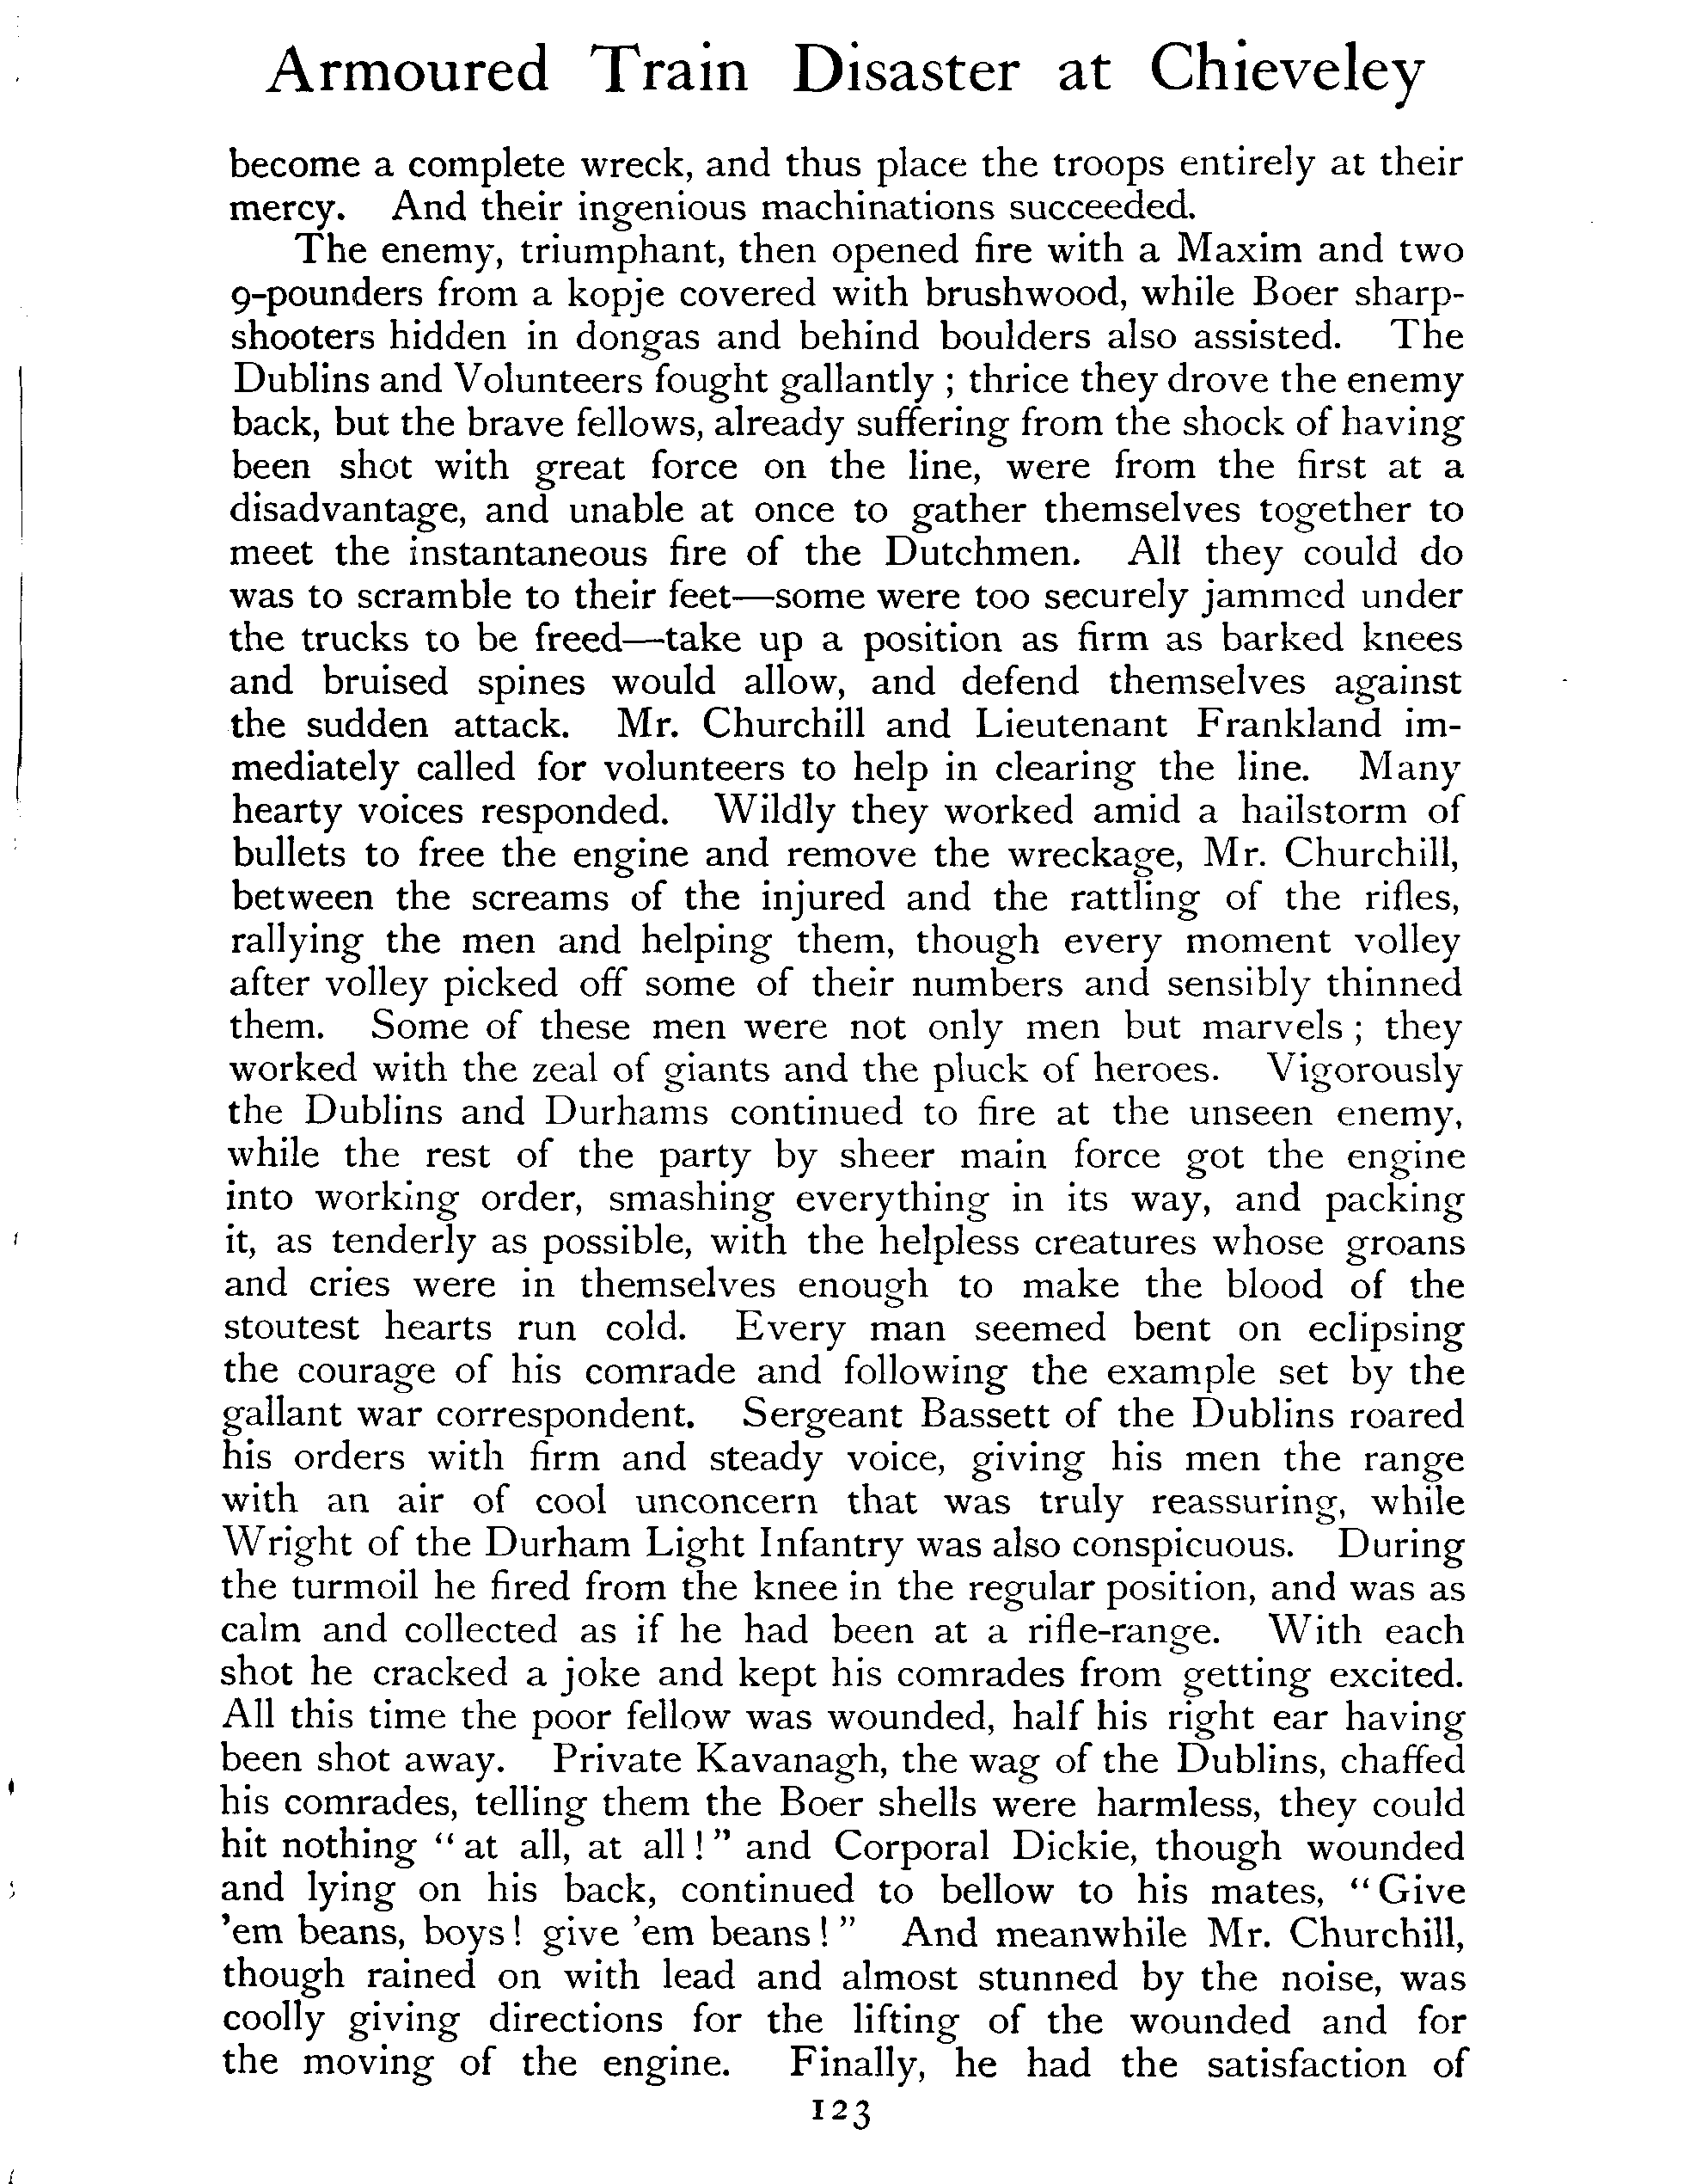 Armoured Train Disaster at Chieveley
become a complete wreck, and thus place the troops entirely at their
mercy. And their ingenious machinations succeeded.
The enemy, triumphant, then opened fire with a Maxim and two
9-pounders from a kopje covered with brushwood, while Boer sharp-
shooters hidden in dongas and behind boulders also assisted. The
Dublins and Volunteers fought gallantly ; thrice they drove the enemy
back, but the brave fellows, already suffering from the shock of having
been shot with great force on the line, were from the first at a
disadvantage, and unable at once to gather themselves together to
meet the instantaneous fire of the Dutchmen. All they could do
was to scramble to their feet—some were too securely jammed under
the trucks to be freed—take up a position as firm as barked knees
and bruised spines would allow, and defend themselves against
the sudden attack. Mr. Churchill and Lieutenant Frankland im-
mediately called for volunteers to help in clearing the line. Many
hearty voices responded. Wildly they worked amid a hailstorm of
bullets to free the engine and remove the wreckage, Mr. Churchill,
between the screams of the injured and the rattling of the rifles,
rallying the men and helping them, though every moment volley
after volley picked off some of their numbers and sensibly thinned
them. Some of these men were not only men but marvels ; they
worked with the zeal of giants and the pluck of heroes. Vigorously
the Dublins and Durhams continued to fire at the unseen enemy,
while the rest of the party by sheer main force got the engine
into working order, smashing everything in its way, and packing
it, as tenderly as possible, with the helpless creatures whose groans
and cries were in themselves enough to make the blood of the
stoutest hearts run cold. Every man seemed bent on eclipsing
the courage of his comrade and following the example set by the
gallant war correspondent. Sergeant Bassett of the Dublins roared
his orders with firm and steady voice, giving his men the range
with an air of cool unconcern that was truly reassuring, while
Wright of the Durham Light Infantry was also conspicuous. During
the turmoil he fired from the knee in the regular position, and was as
calm and collected as if he had been at a rifle-range. With each
shot he cracked a joke and kept his comrades from getting excited.
All this time the poor fellow was wounded, half his right ear having
been shot away. Private Kavanagh, the wag of the Dublins, chaffed
his comrades, telling them the Boer shells were harmless, they could
hit nothing "at all, at all!" and Corporal Dickie, though wounded
and lying on his back, continued to bellow to his mates, "Give
'em beans, boys! give 'em beans!" And meanwhile Mr. Churchill,
though rained on with lead and almost stunned by the noise, was
coolly giving directions for the lifting of the wounded and for
the moving of the engine. Finally, he had the satisfaction of
123